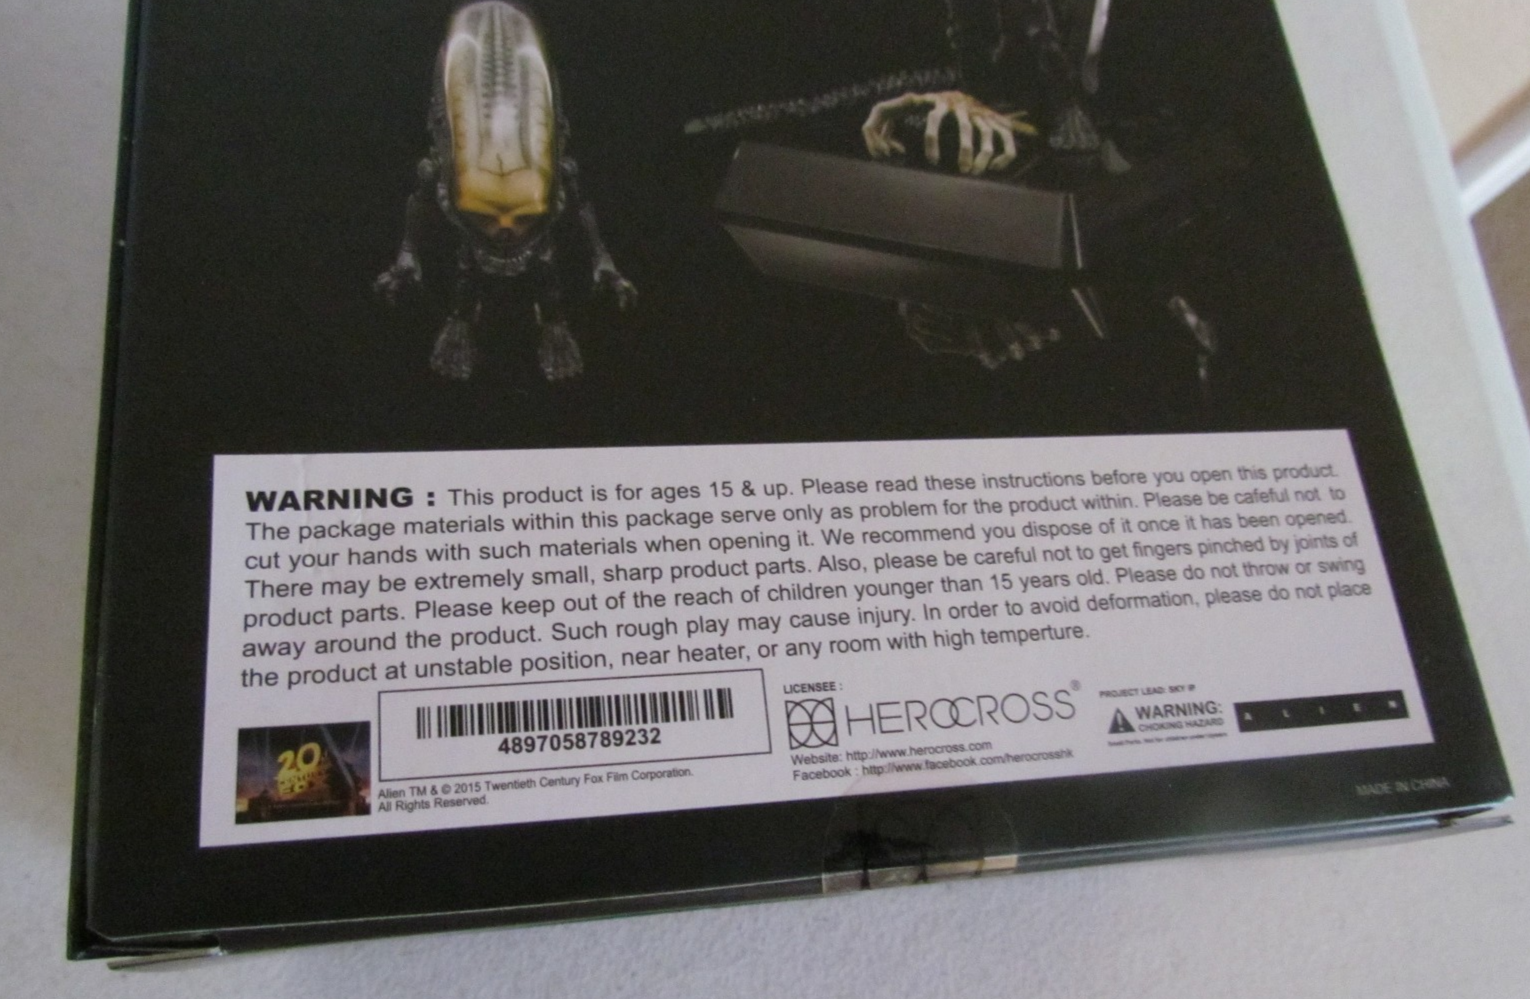 WARNING : This product is for ages 15 & up. Please read these instructions before you open this product.
The package materials within this package serve only as problem for the product within. Please be cafeful not to
cut your hands with such materials when opening it. We recommend you dispose of it once it has been opened.
There may be extremely small, sharp product parts. Also, please be careful not to get fingers pinched by joints of
product parts. Please keep out of the reach of children younger than 15 years old. Please do not throw or swing
away around the product. Such rough play may cause injury. In order to avoid deformation, please do not place
the product at unstable position, near heater, or any room with high temperture.
20
4897058789232
Alien TM & © 2015 Twentieth Century Fox Film Corporation.
All Rights Reserved.
LICENSEE :
HEROCROSS®
Website: http://www.herocross.com
Facebook : http://www.facebook.com/herocrosshk
PROJECT LEAD: SKY IP
WARNING:
CHOKING HAZARD
A L I E N
MADE IN CHINA